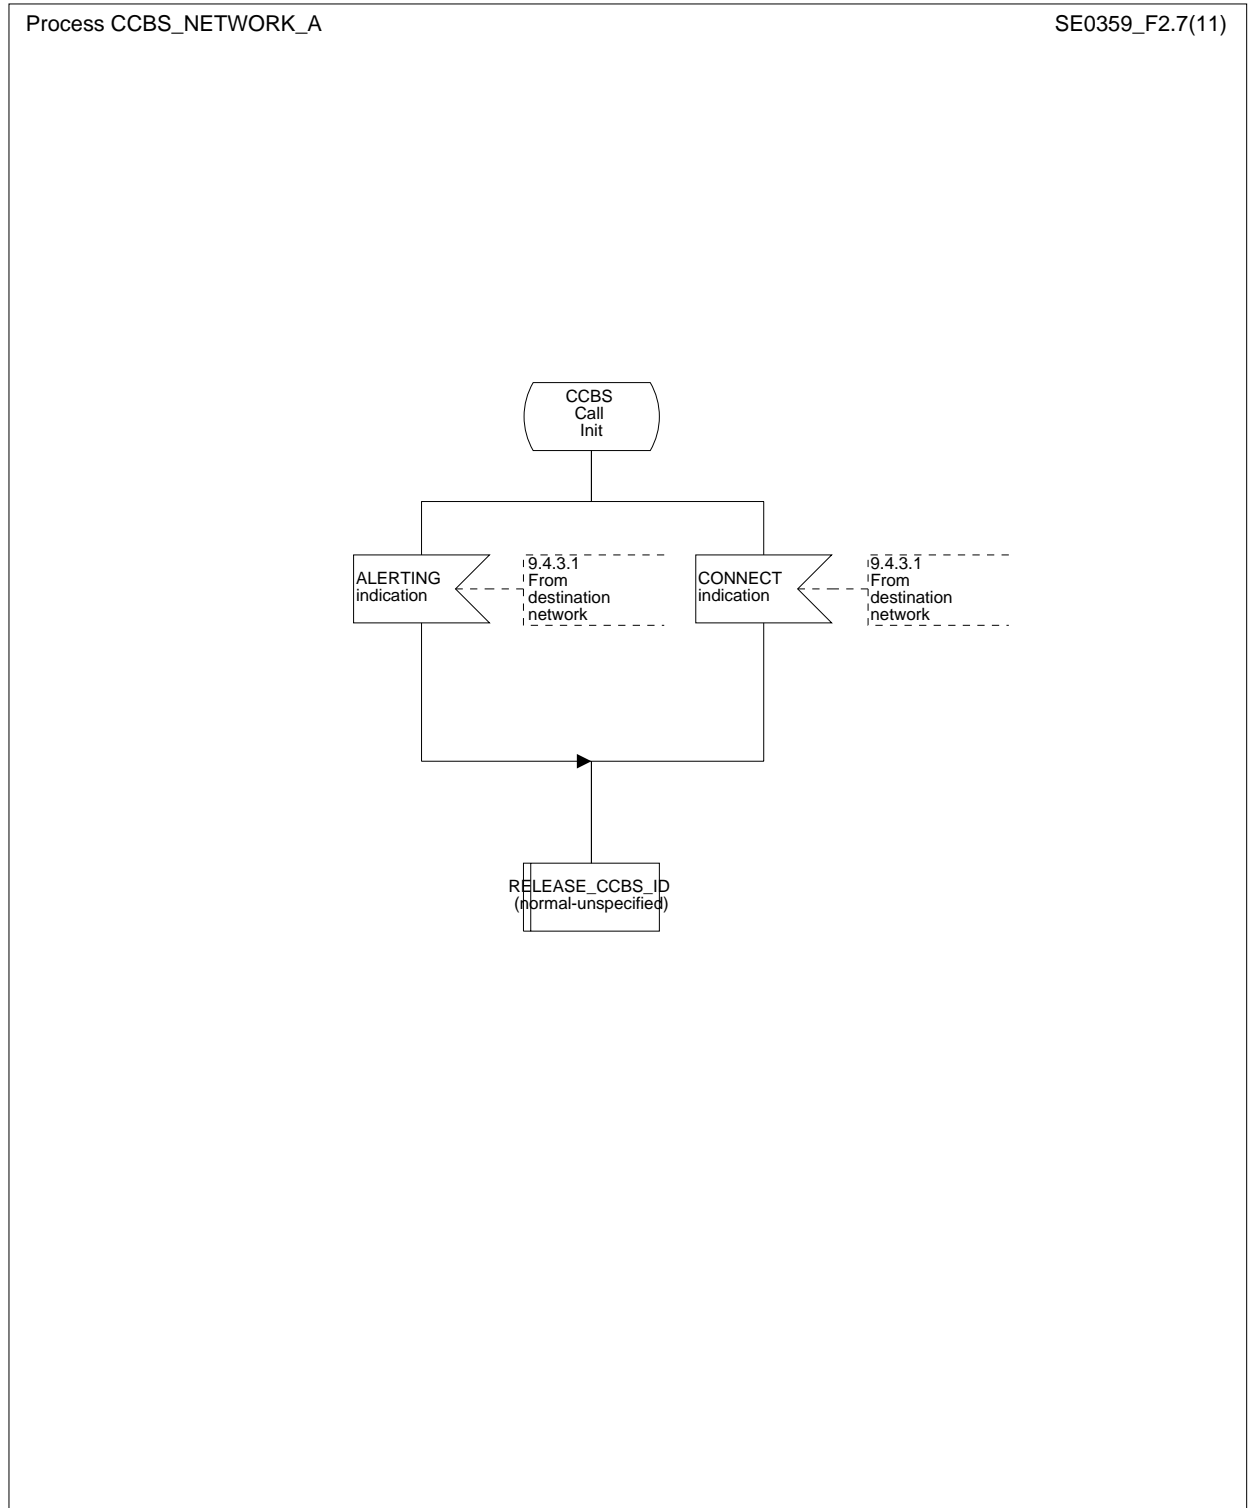 Process CCBS_NETWORK_A
SE0359_F2.7(11)
CCBS
Call
Init
ALERTING
indication
9.4.3.1
From
destination
network
CONNECT
indication
9.4.3.1
From
destination
network
RELEASE_CCBS_ID
(normal-unspecified)